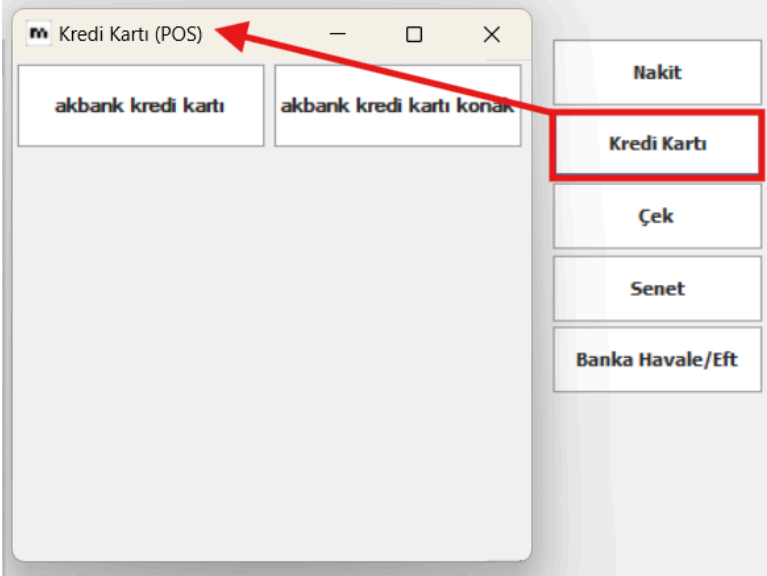 Kredi Kartı (POS)
akbank kredi kartı
akbank kredi kartı konak
Nakit
Kredi Kartı
Çek
Senet
Banka Havale/Eft